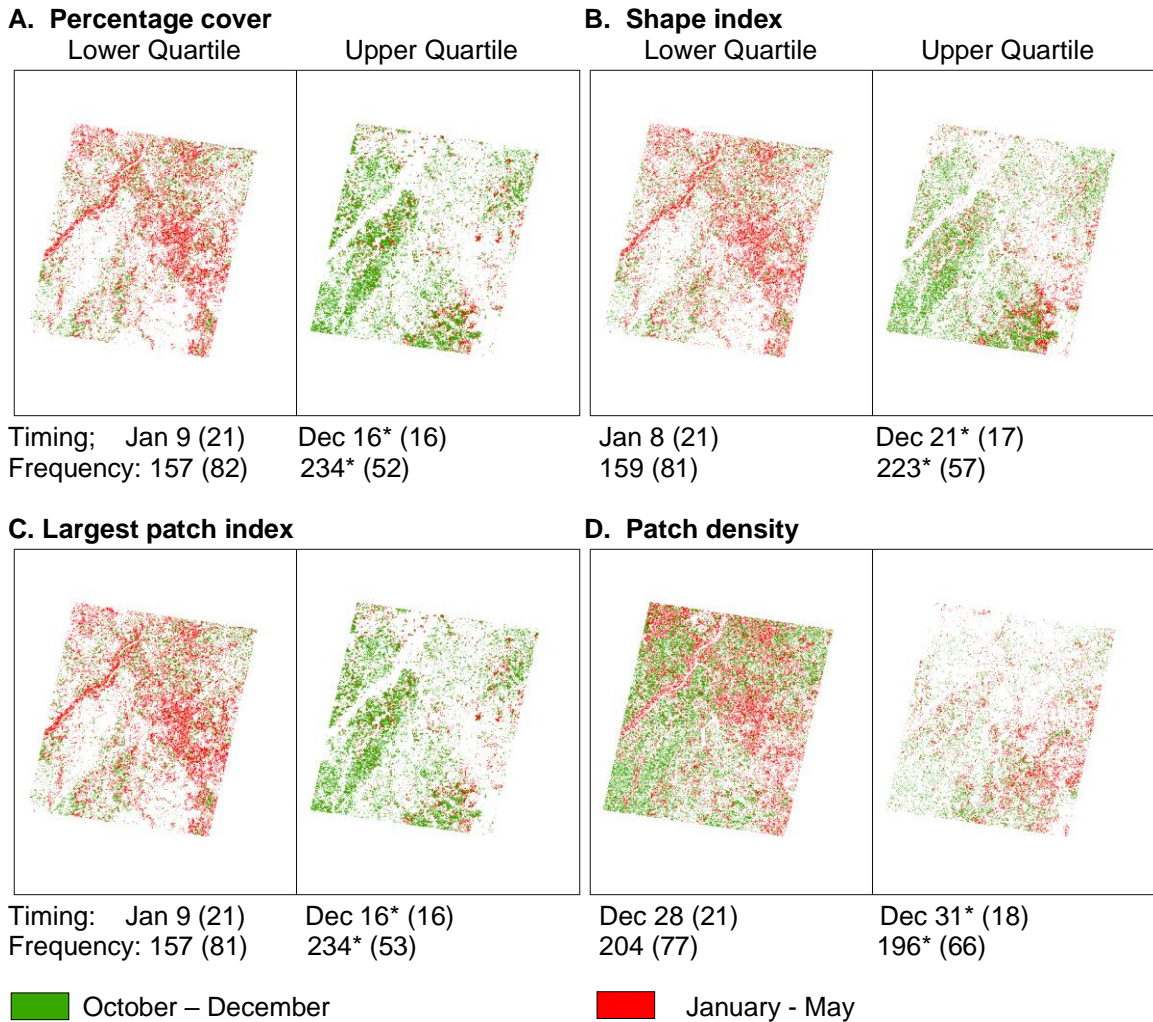 A. Percentage cover
Lower Quartile Upper Quartile
B. Shape index
Lower Quartile Upper Quartile
Timing; Jan 9 (21) Dec 16* (16) Jan 8 (21) Dec 21* (17)
Frequency: 157 (82) 234* (52) 159 (81) 223* (57)
C. Largest patch index
D. Patch density
Timing: Jan 9 (21) Dec 16* (16) Dec 28 (21) Dec 31* (18)
Frequency: 157 (81) 234* (53) 204 (77) 196* (66)
October – December January - May